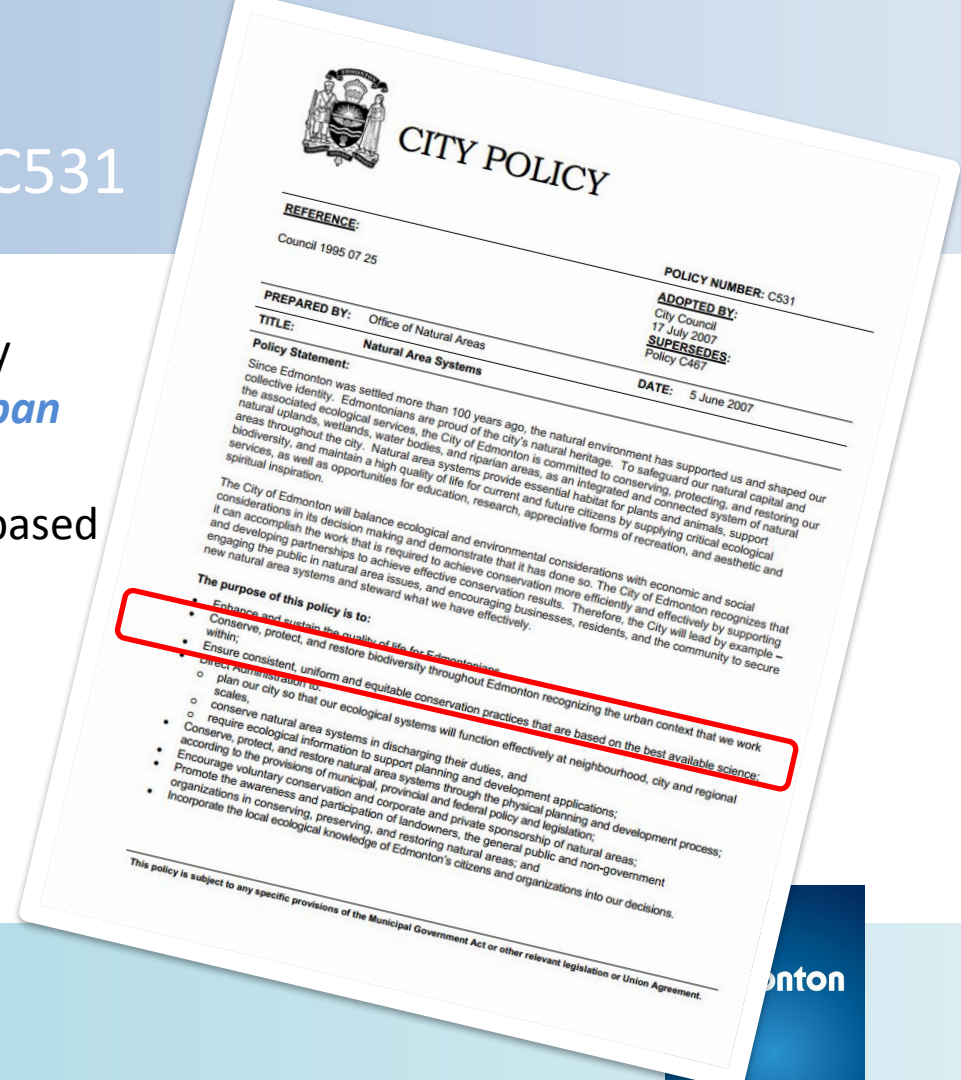 C531
y
ban
based
EDMONTON
CITY POLICY
REFERENCE:
Council 1995 07 25
POLICY NUMBER: C531
ADOPTED BY:
City Council
17 July 2007
SUPERSEDES:
Policy C467
PREPARED BY: Office of Natural Areas
DATE: 5 June 2007
TITLE: Natural Area Systems
Policy Statement:
Since Edmonton was settled more than 100 years ago, the natural environment has supported us and shaped our
collective identity. Edmontonians are proud of the city's natural heritage. To safeguard our natural capital and
the associated ecological services, the City of Edmonton is committed to conserving, protecting, and restoring our
natural uplands, wetlands, water bodies, and riparian areas, as an integrated and connected system of natural
areas throughout the city. Natural area systems provide essential habitat for plants and animals, support
biodiversity, and maintain a high quality of life for current and future citizens by supplying critical ecological
services, as well as opportunities for education, research, appreciative forms of recreation, and aesthetic and
spiritual inspiration.
The City of Edmonton will balance ecological and environmental considerations with economic and social
considerations in its decision making and demonstrate that it has done so. The City of Edmonton recognizes that
it can accomplish the work that is required to achieve conservation more efficiently and effectively by supporting
and developing partnerships to achieve effective conservation results. Therefore, the City will lead by example –
engaging the public in natural area issues, and encouraging businesses, residents, and the community to secure
new natural area systems and steward what we have effectively.
The purpose of this policy is to:
• Enhance and sustain the quality of life for Edmontonians
• Conserve, protect, and restore biodiversity throughout Edmonton recognizing the urban context that we work
within;
• Ensure consistent, uniform and equitable conservation practices that are based on the best available science;
• Direct Administration to:
o plan our city so that our ecological systems will function effectively at neighbourhood, city and regional
scales,
o conserve natural area systems in discharging their duties, and
o require ecological information to support planning and development applications;
• Conserve, protect, and restore natural area systems through the physical planning and development process;
according to the provisions of municipal, provincial and federal policy and legislation;
• Encourage voluntary conservation and corporate and private sponsorship of natural areas;
• Promote the awareness and participation of landowners, the general public and non-government
organizations in conserving, preserving, and restoring natural areas; and
• Incorporate the local ecological knowledge of Edmonton's citizens and organizations into our decisions.
This policy is subject to any specific provisions of the Municipal Government Act or other relevant legislation or Union Agreement.
onton